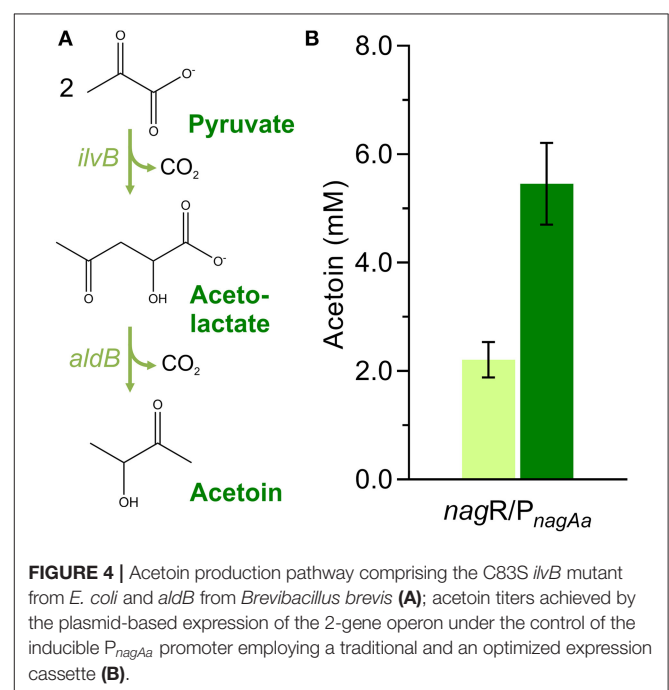 A
O
O-
2
O
Pyruvate
ilvB
CO2
O
O-
O
OH
Aceto-
lactate
aldB
CO2
O
OH
Acetoin
B
8.0
6.0
4.0
2.0
0.0
Acetoin (mM)
nagR/PnagAa
FIGURE 4 | Acetoin production pathway comprising the C83S ilvB mutant
from E. coli and aldB from Brevibacillus brevis (A); acetoin titers achieved by
the plasmid-based expression of the 2-gene operon under the control of the
inducible PnagAa promoter employing a traditional and an optimized expression
cassette (B).